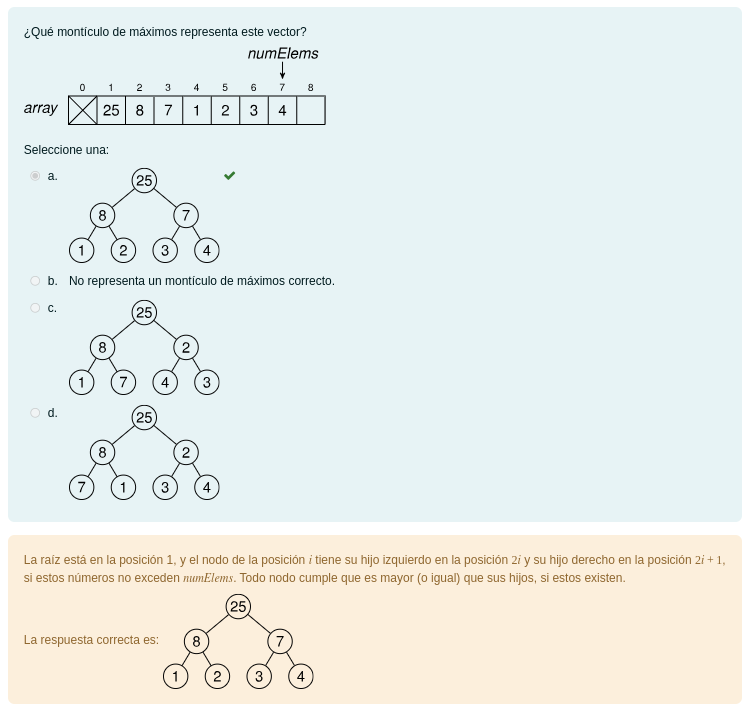 ¿Qué montículo de máximos representa este vector?
numElems
0 1 2 3 4 5 6 7 8
array 25 8 7 1 2 3 4
Seleccione una:
a.
25
8 7
1 2 3 4
b. No representa un montículo de máximos correcto.
c.
25
8 2
1 7 4 3
d.
25
8 2
7 1 3 4
La raíz está en la posición 1, y el nodo de la posición i tiene su hijo izquierdo en la posición 2i y su hijo derecho en la posición 2i + 1,
si estos números no exceden numElems. Todo nodo cumple que es mayor (o igual) que sus hijos, si estos existen.
25
La respuesta correcta es: 8 7
1 2 3 4